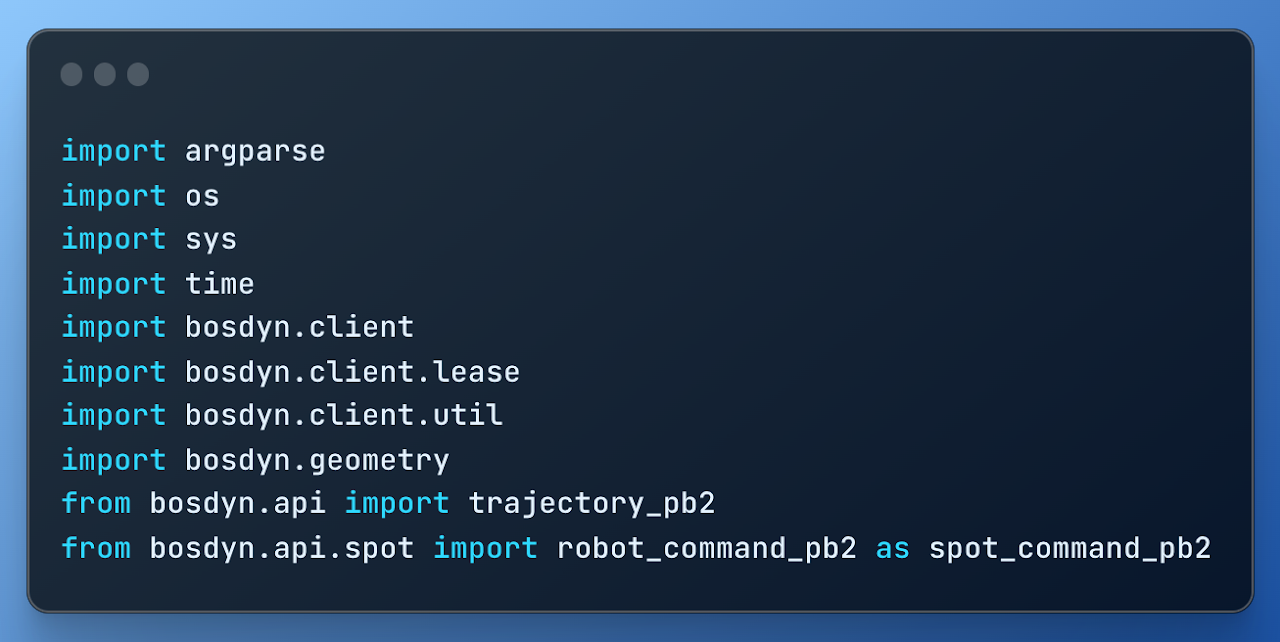 import argparse
import os
import sys
import time
import bosdyn.client
import bosdyn.client.lease
import bosdyn.client.util
import bosdyn.geometry
from bosdyn.api import trajectory_pb2
from bosdyn.api.spot import robot_command_pb2 as spot_command_pb2